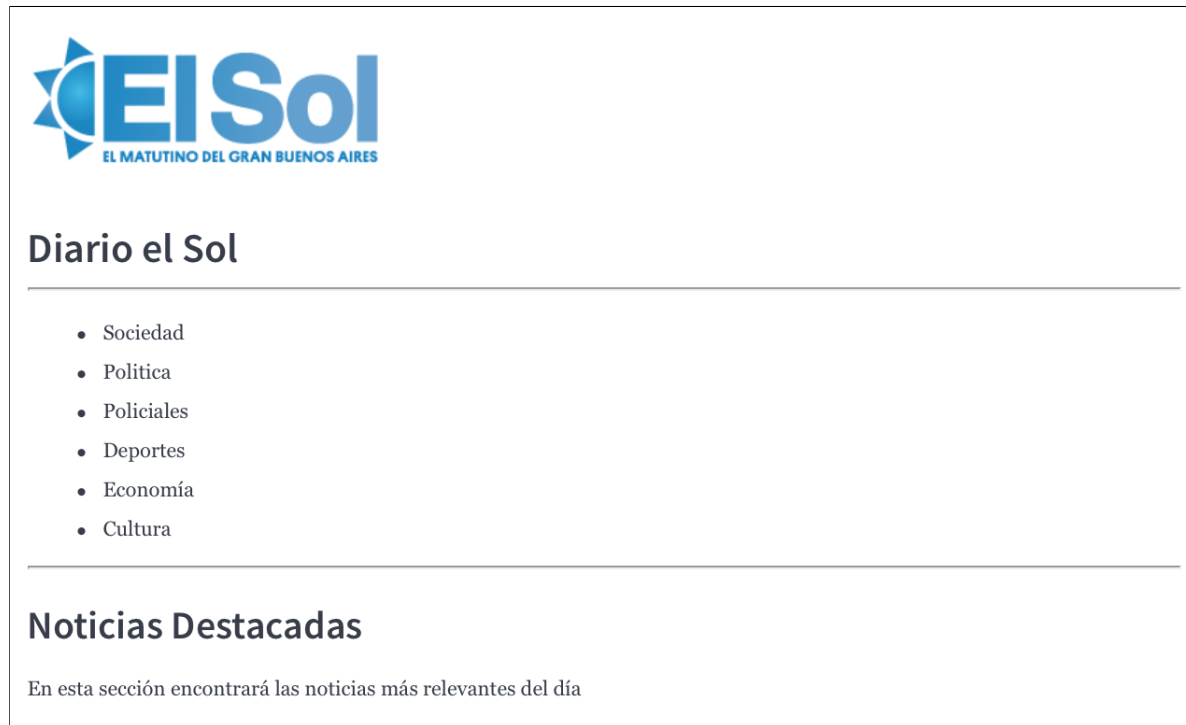 El Sol
EL MATUTINO DEL GRAN BUENOS AIRES
Diario el Sol
Sociedad
Politica
Policiales
Deportes
Economía
Cultura
Noticias Destacadas
En esta sección encontrará las noticias más relevantes del día